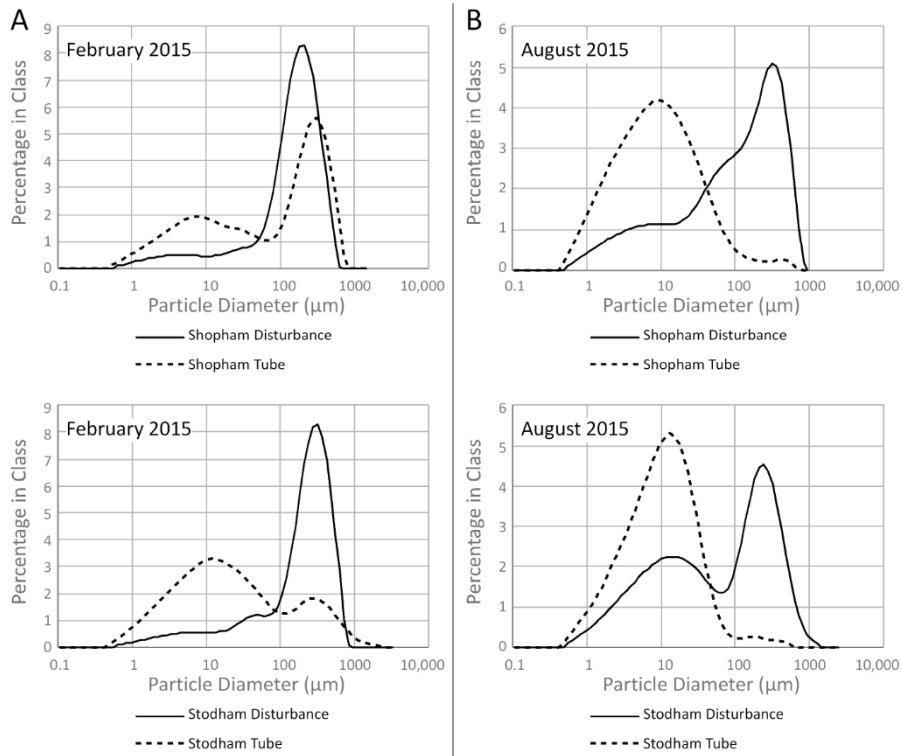 A
February 2015
Percentage in Class
9
8
7
6
5
4
3
2
1
0
0.1 1 10 100 1000 10,000
Particle Diameter (µm)
Shopham Disturbance
Shopham Tube
February 2015
Percentage in Class
9
8
7
6
5
4
3
2
1
0
0.1 1 10 100 1000 10,000
Particle Diameter (µm)
Stodham Disturbance
Stodham Tube
B
August 2015
Percentage in Class
6
5
4
3
2
1
0
0.1 1 10 100 1000 10,000
Particle Diameter (µm)
Shopham Disturbance
Shopham Tube
August 2015
Percentage in Class
6
5
4
3
2
1
0
0.1 1 10 100 1000 10,000
Particle Diameter (µm)
Stodham Disturbance
Stodham Tube